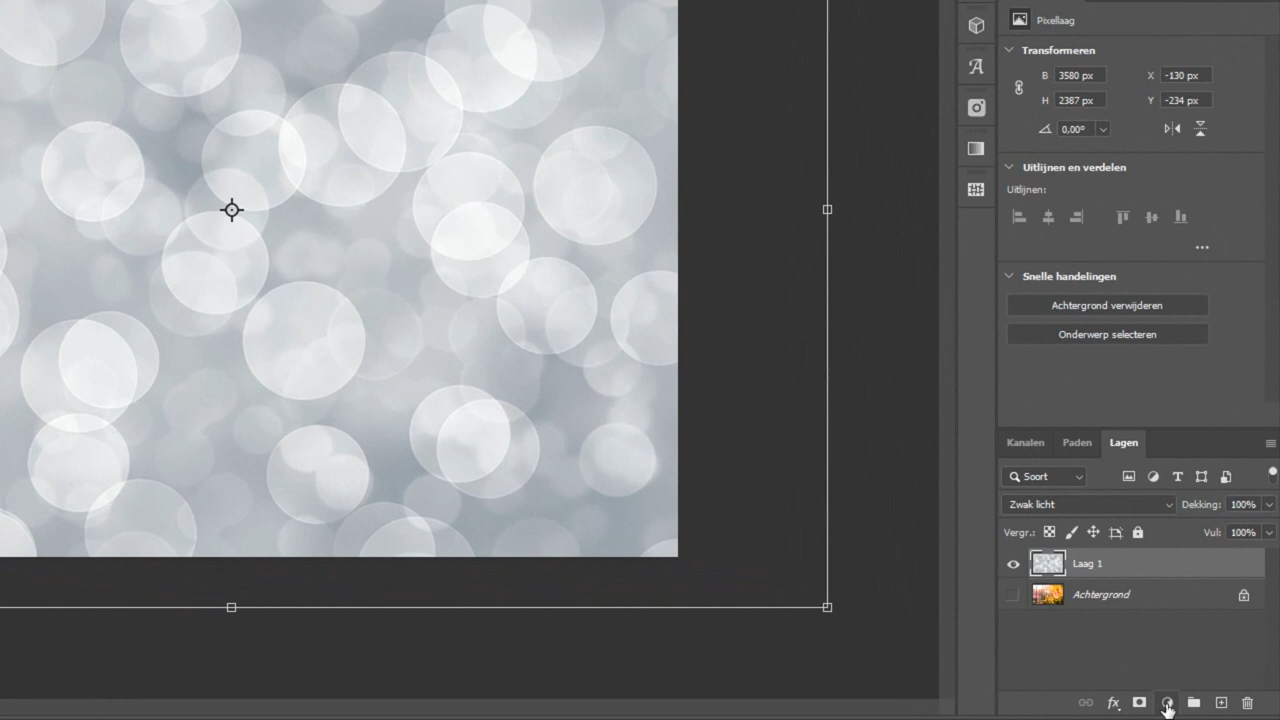 Pixellaag
Transformeren
B 3580 px X -130 px
H 2387 px Y -234 px
0,00°
Uitlijnen en verdelen
Uitlijnen:
Snelle handelingen
Achtergrond verwijderen
Onderwerp selecteren
Kanalen Paden Lagen
Soort
Zwak licht Dekking: 100%
Vergr.: Vul: 100%
Laag 1
Achtergrond
fx